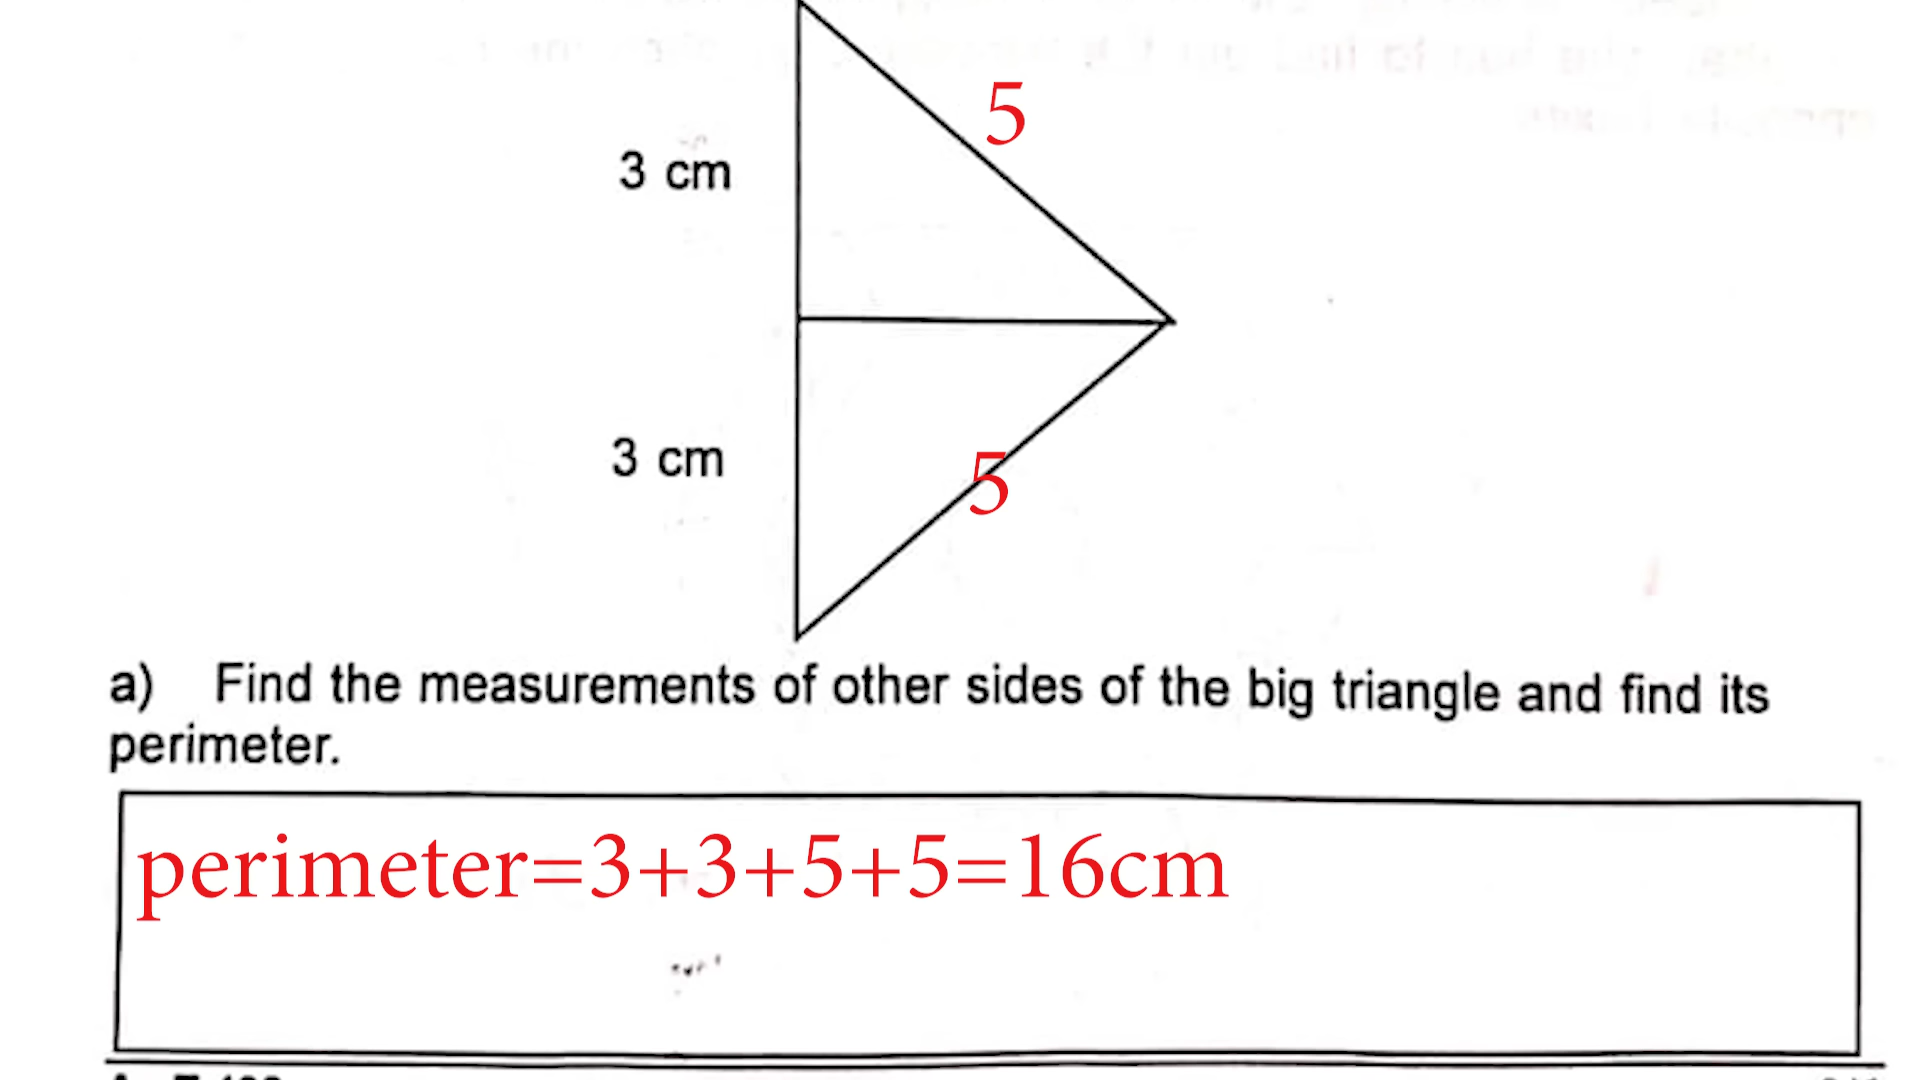 5
3 cm
3 cm
5
a) Find the measurements of other sides of the big triangle and find its
perimeter.
perimeter=3+3+5+5=16cm